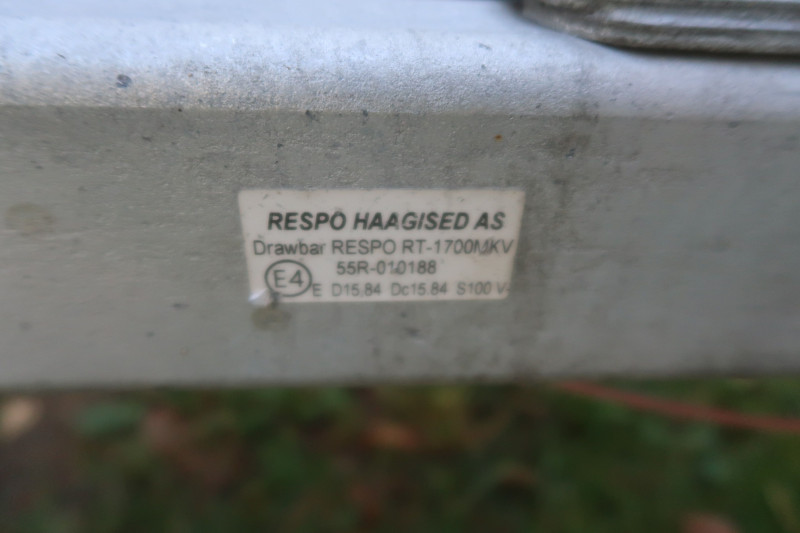 RESPO HAAGISED AS
Drawbar RESPO RT-1700MKV
55R-010188
E4 E D15.84 Dc15.84 S100 V-